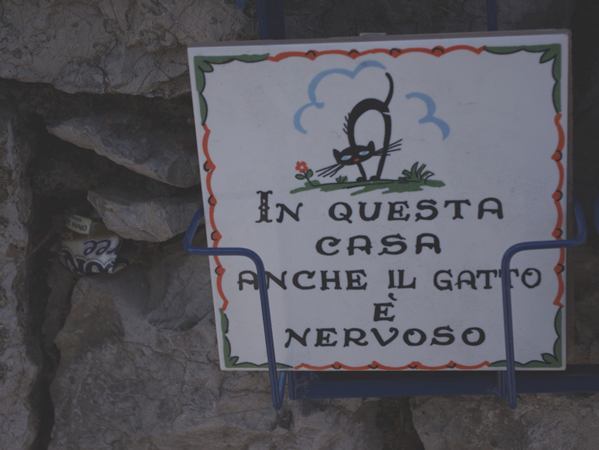 IN QUESTA
CASA
ANCHE IL GATTO
È
NERVOSO